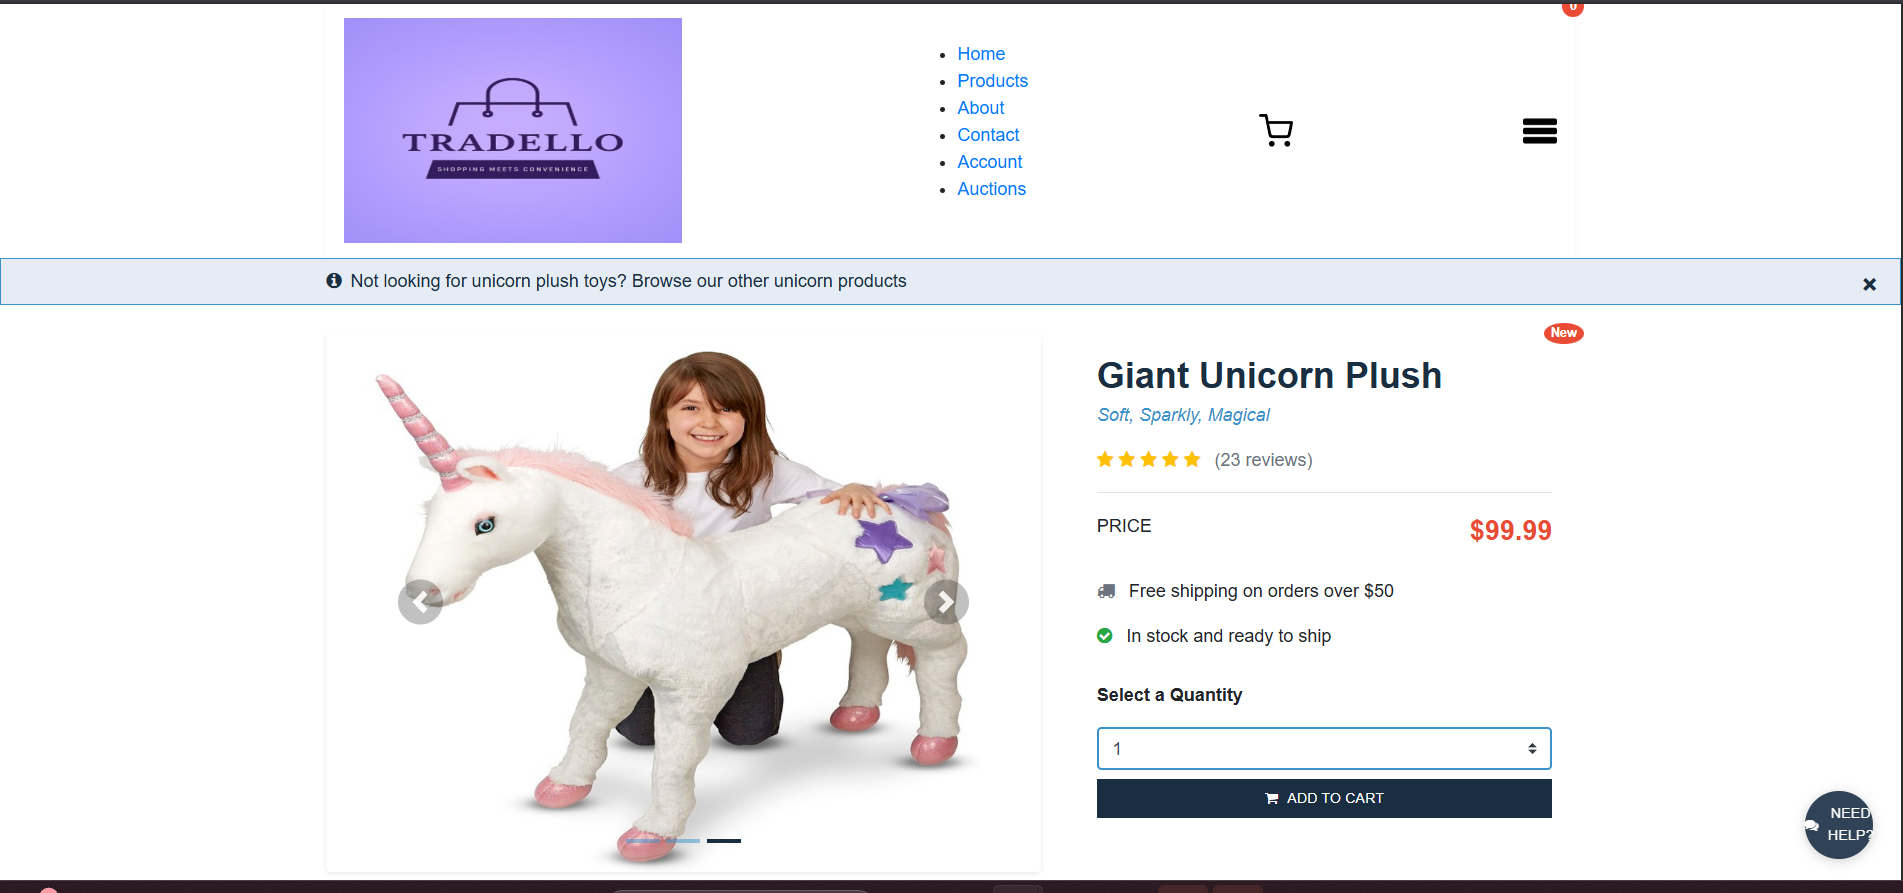 0
TRADELLO
SHOPPING MEETS CONVENIENCE
Home
Products
About
Contact
Account
Auctions
Not looking for unicorn plush toys? Browse our other unicorn products
New
Giant Unicorn Plush
Soft, Sparkly, Magical
(23 reviews)
PRICE
$99.99
Free shipping on orders over $50
In stock and ready to ship
Select a Quantity
1
ADD TO CART
NEED
HELP?